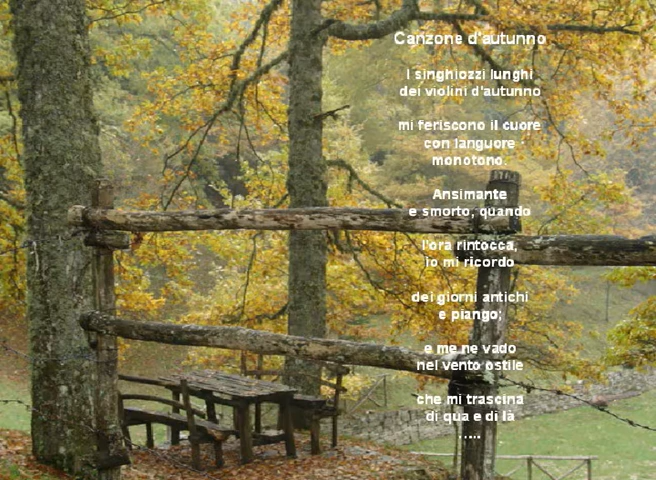 Canzone d'autunno
I singhiozzi lunghi
dei violini d'autunno
mi feriscono il cuore
con languore
monotono.
Ansimante
e smorto, quando
l'ora rintocca,
io mi ricordo
dei giorni antichi
e piango;
e me ne vado
nel vento ostile
che mi trascina
di qua e di là
.....